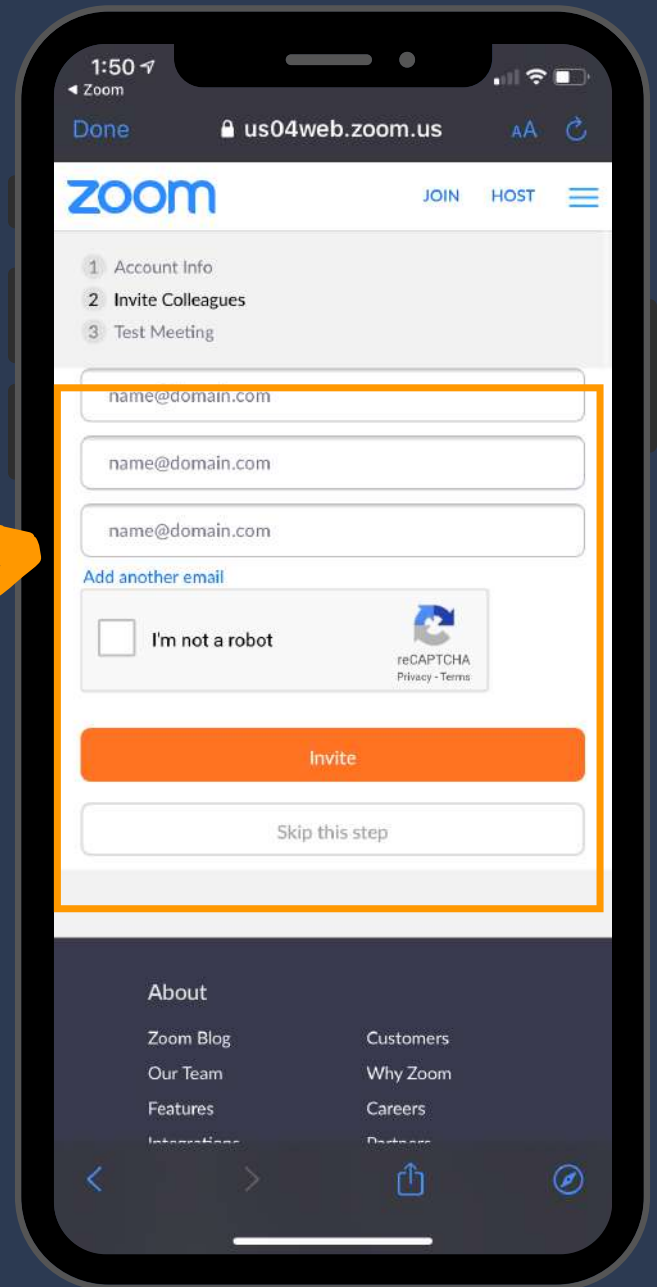 1:50
◄ Zoom
Done us04web.zoom.us AA
zoom JOIN HOST
1 Account Info
2 Invite Colleagues
3 Test Meeting
name@domain.com
name@domain.com
name@domain.com
Add another email
I'm not a robot
reCAPTCHA
Privacy - Terms
Invite
Skip this step
About
Zoom Blog Customers
Our Team Why Zoom
Features Careers
Integrations Partners